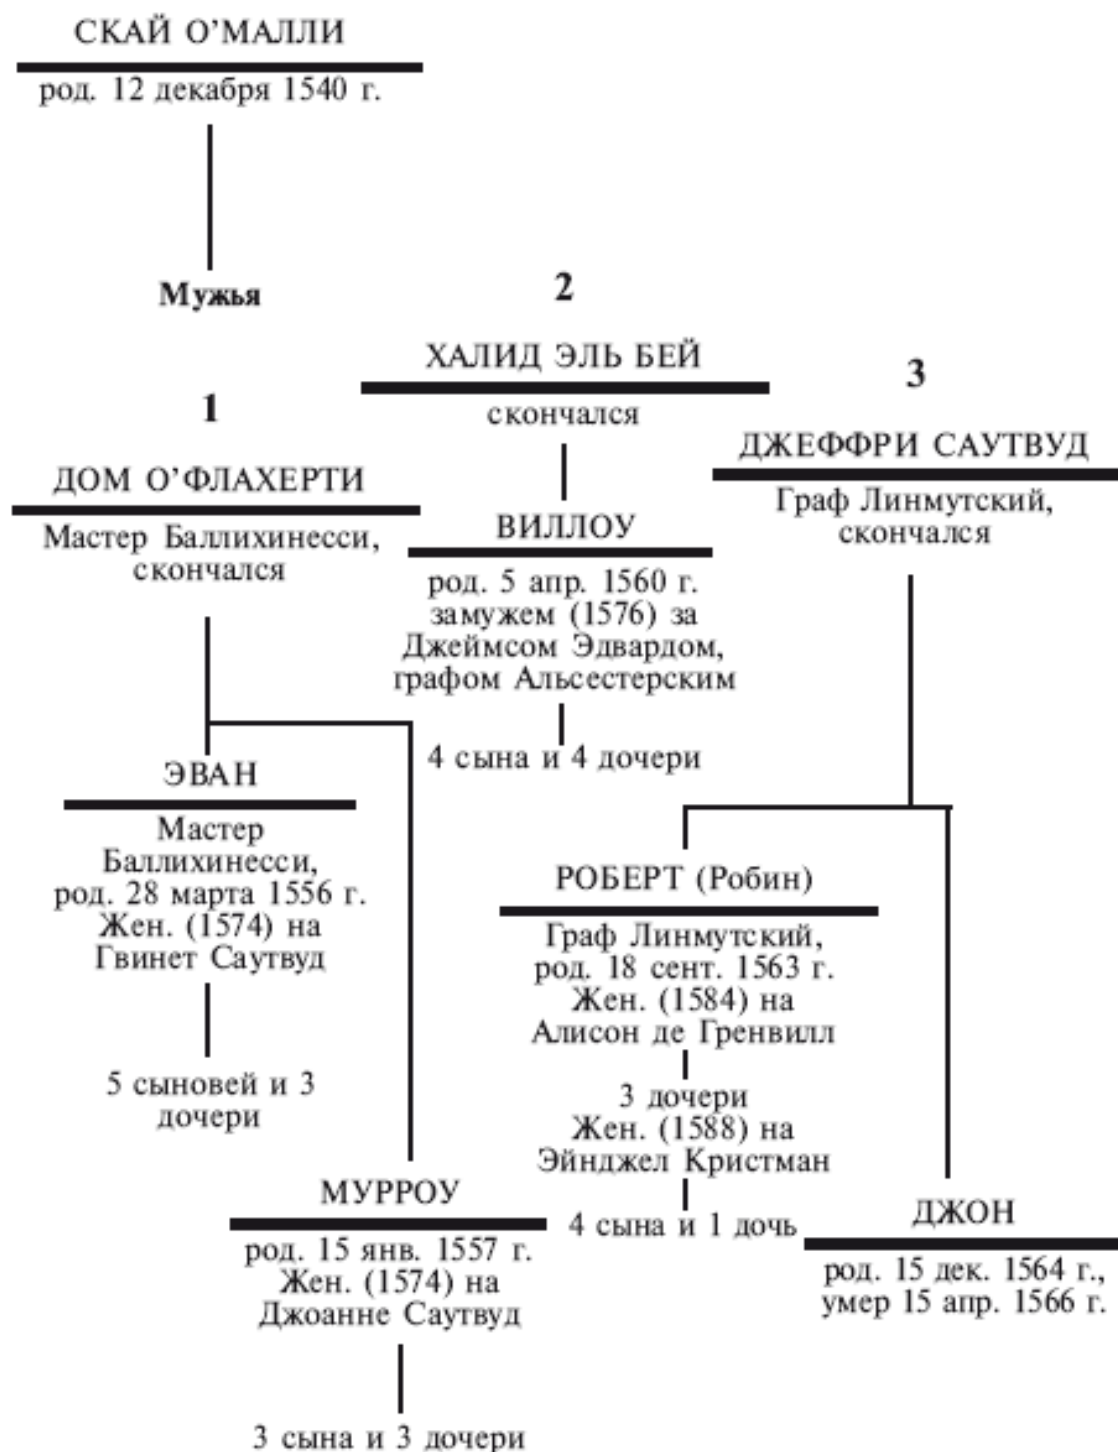 СКАЙ О’МАЛЛИ
род. 12 декабря 1540 г.
Мужья
1
ДОМ О’ФЛАХЕРТИ
Мастер Баллихинесси,
скончался
ЭВАН
Мастер
Баллихинесси,
род. 28 марта 1556 г.
Жен. (1574) на
Гвинет Саутвуд
5 сыновей и 3
дочери
МУРРОУ
род. 15 янв. 1557 г.
Жен. (1574) на
Джоанне Саутвуд
3 сына и 3 дочери
2
ХАЛИД ЭЛЬ БЕЙ
скончался
ВИЛЛОУ
род. 5 апр. 1560 г.
замужем (1576) за
Джеймсом Эдвардом,
графом Альсестерским
4 сына и 4 дочери
3
ДЖЕФФРИ САУТВУД
Граф Линмутский,
скончался
РОБЕРТ (Робин)
Граф Линмутский,
род. 18 сент. 1563 г.
Жен. (1584) на
Алисон де Гренвилл
3 дочери
Жен. (1588) на
Эйнджел Кристман
4 сына и 1 дочь
ДЖОН
род. 15 дек. 1564 г.,
умер 15 апр. 1566 г.